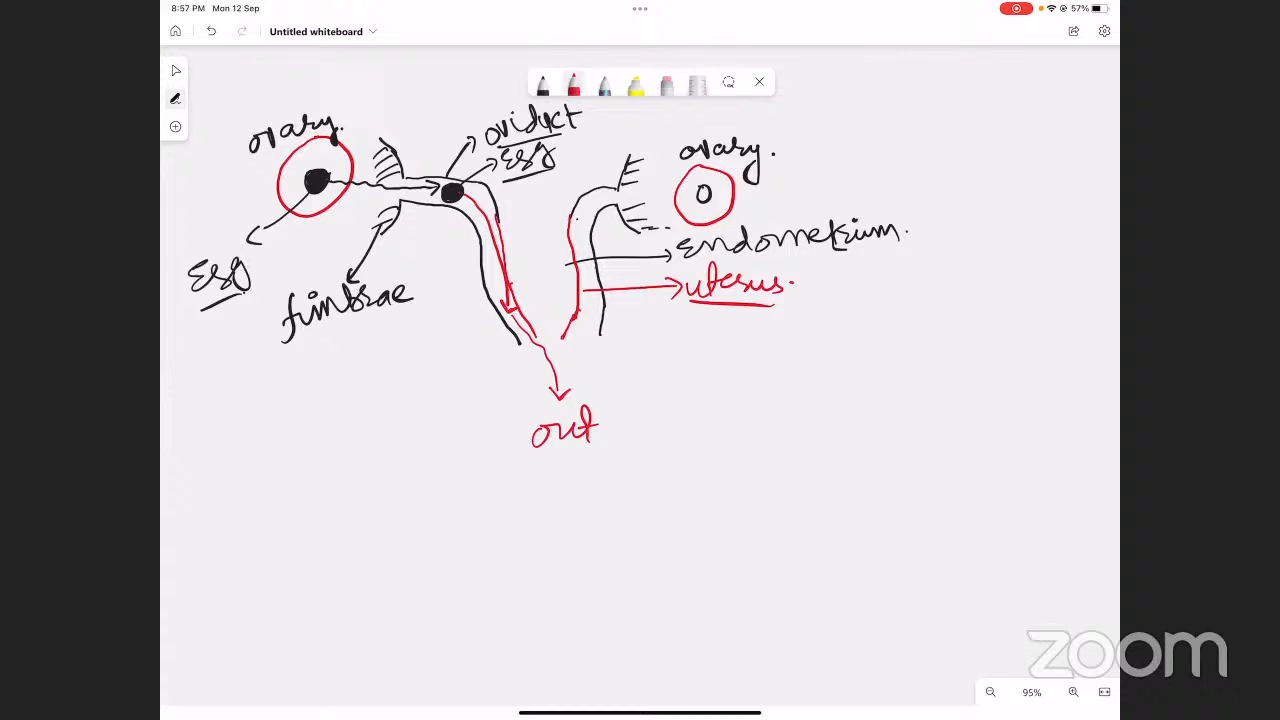 8:57 PM Mon 12 Sep
57%
Untitled whiteboard
ovary.
oviduct
egg
ovary.
endometrium.
uterus.
egg
fimbrae
out
zoom
95%